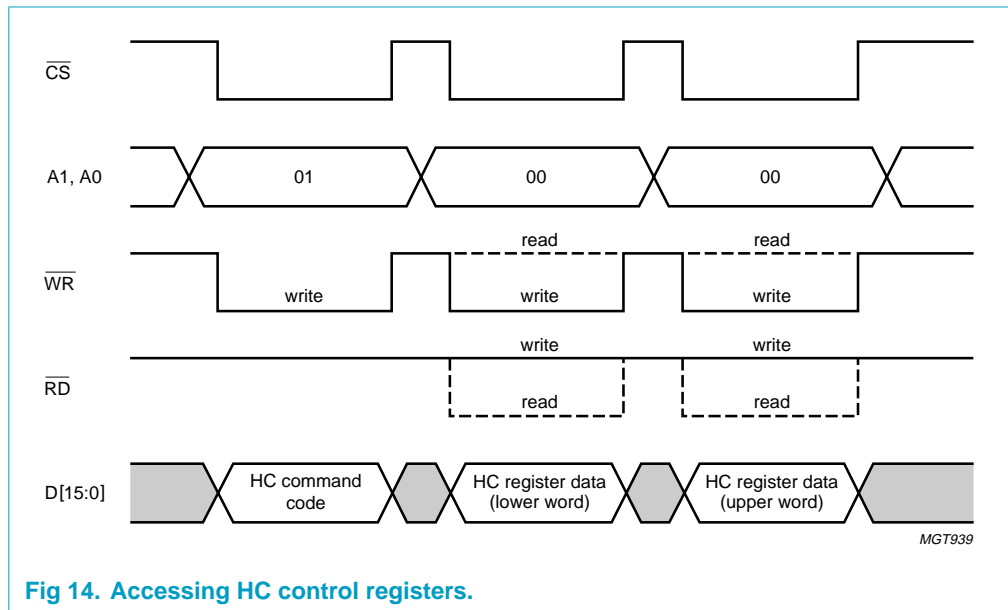 CS
A1, A0
01
00
00
read
read
WR
write
write
write
write
write
RD
read
read
D[15:0]
HC command
code
HC register data
(lower word)
HC register data
(upper word)
MGT939
Fig 14. Accessing HC control registers.